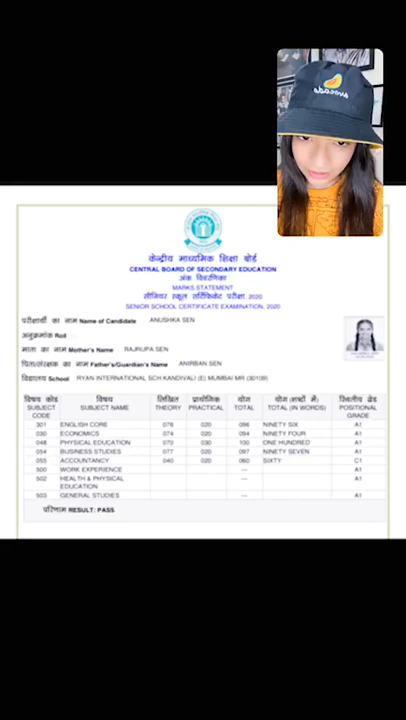 avocado
केन्द्रीय माध्यमिक शिक्षा बोर्ड
CENTRAL BOARD OF SECONDARY EDUCATION
अंक विवरणिका
MARKS STATEMENT
सीनियर स्कूल सर्टिफिकेट परीक्षा, 2020
SENIOR SCHOOL CERTIFICATE EXAMINATION, 2020
परीक्षार्थी का नाम Name of Candidate ANUSHKA SEN
अनुक्रमांक Roll
माता का नाम Mother's Name RAJRUPA SEN
पिता/संरक्षक का नाम Father's/Guardian's Name ANIRBAN SEN
विद्यालय School RYAN INTERNATIONAL SCH KANDIVALI (E) MUMBAI MR (30109)
विषय कोड विषय लिखित प्रायोगिक योग योग (शब्दों में) स्थितीय ग्रेड
SUBJECT CODE SUBJECT NAME THEORY PRACTICAL TOTAL TOTAL (IN WORDS) POSITIONAL GRADE
301 ENGLISH CORE 076 020 096 NINETY SIX A1
030 ECONOMICS 074 020 094 NINETY FOUR A1
048 PHYSICAL EDUCATION 070 030 100 ONE HUNDRED A1
054 BUSINESS STUDIES 077 020 097 NINETY SEVEN A1
055 ACCOUNTANCY 040 020 060 SIXTY C1
500 WORK EXPERIENCE --- A1
502 HEALTH & PHYSICAL EDUCATION --- A1
503 GENERAL STUDIES --- A1
परिणाम RESULT: PASS